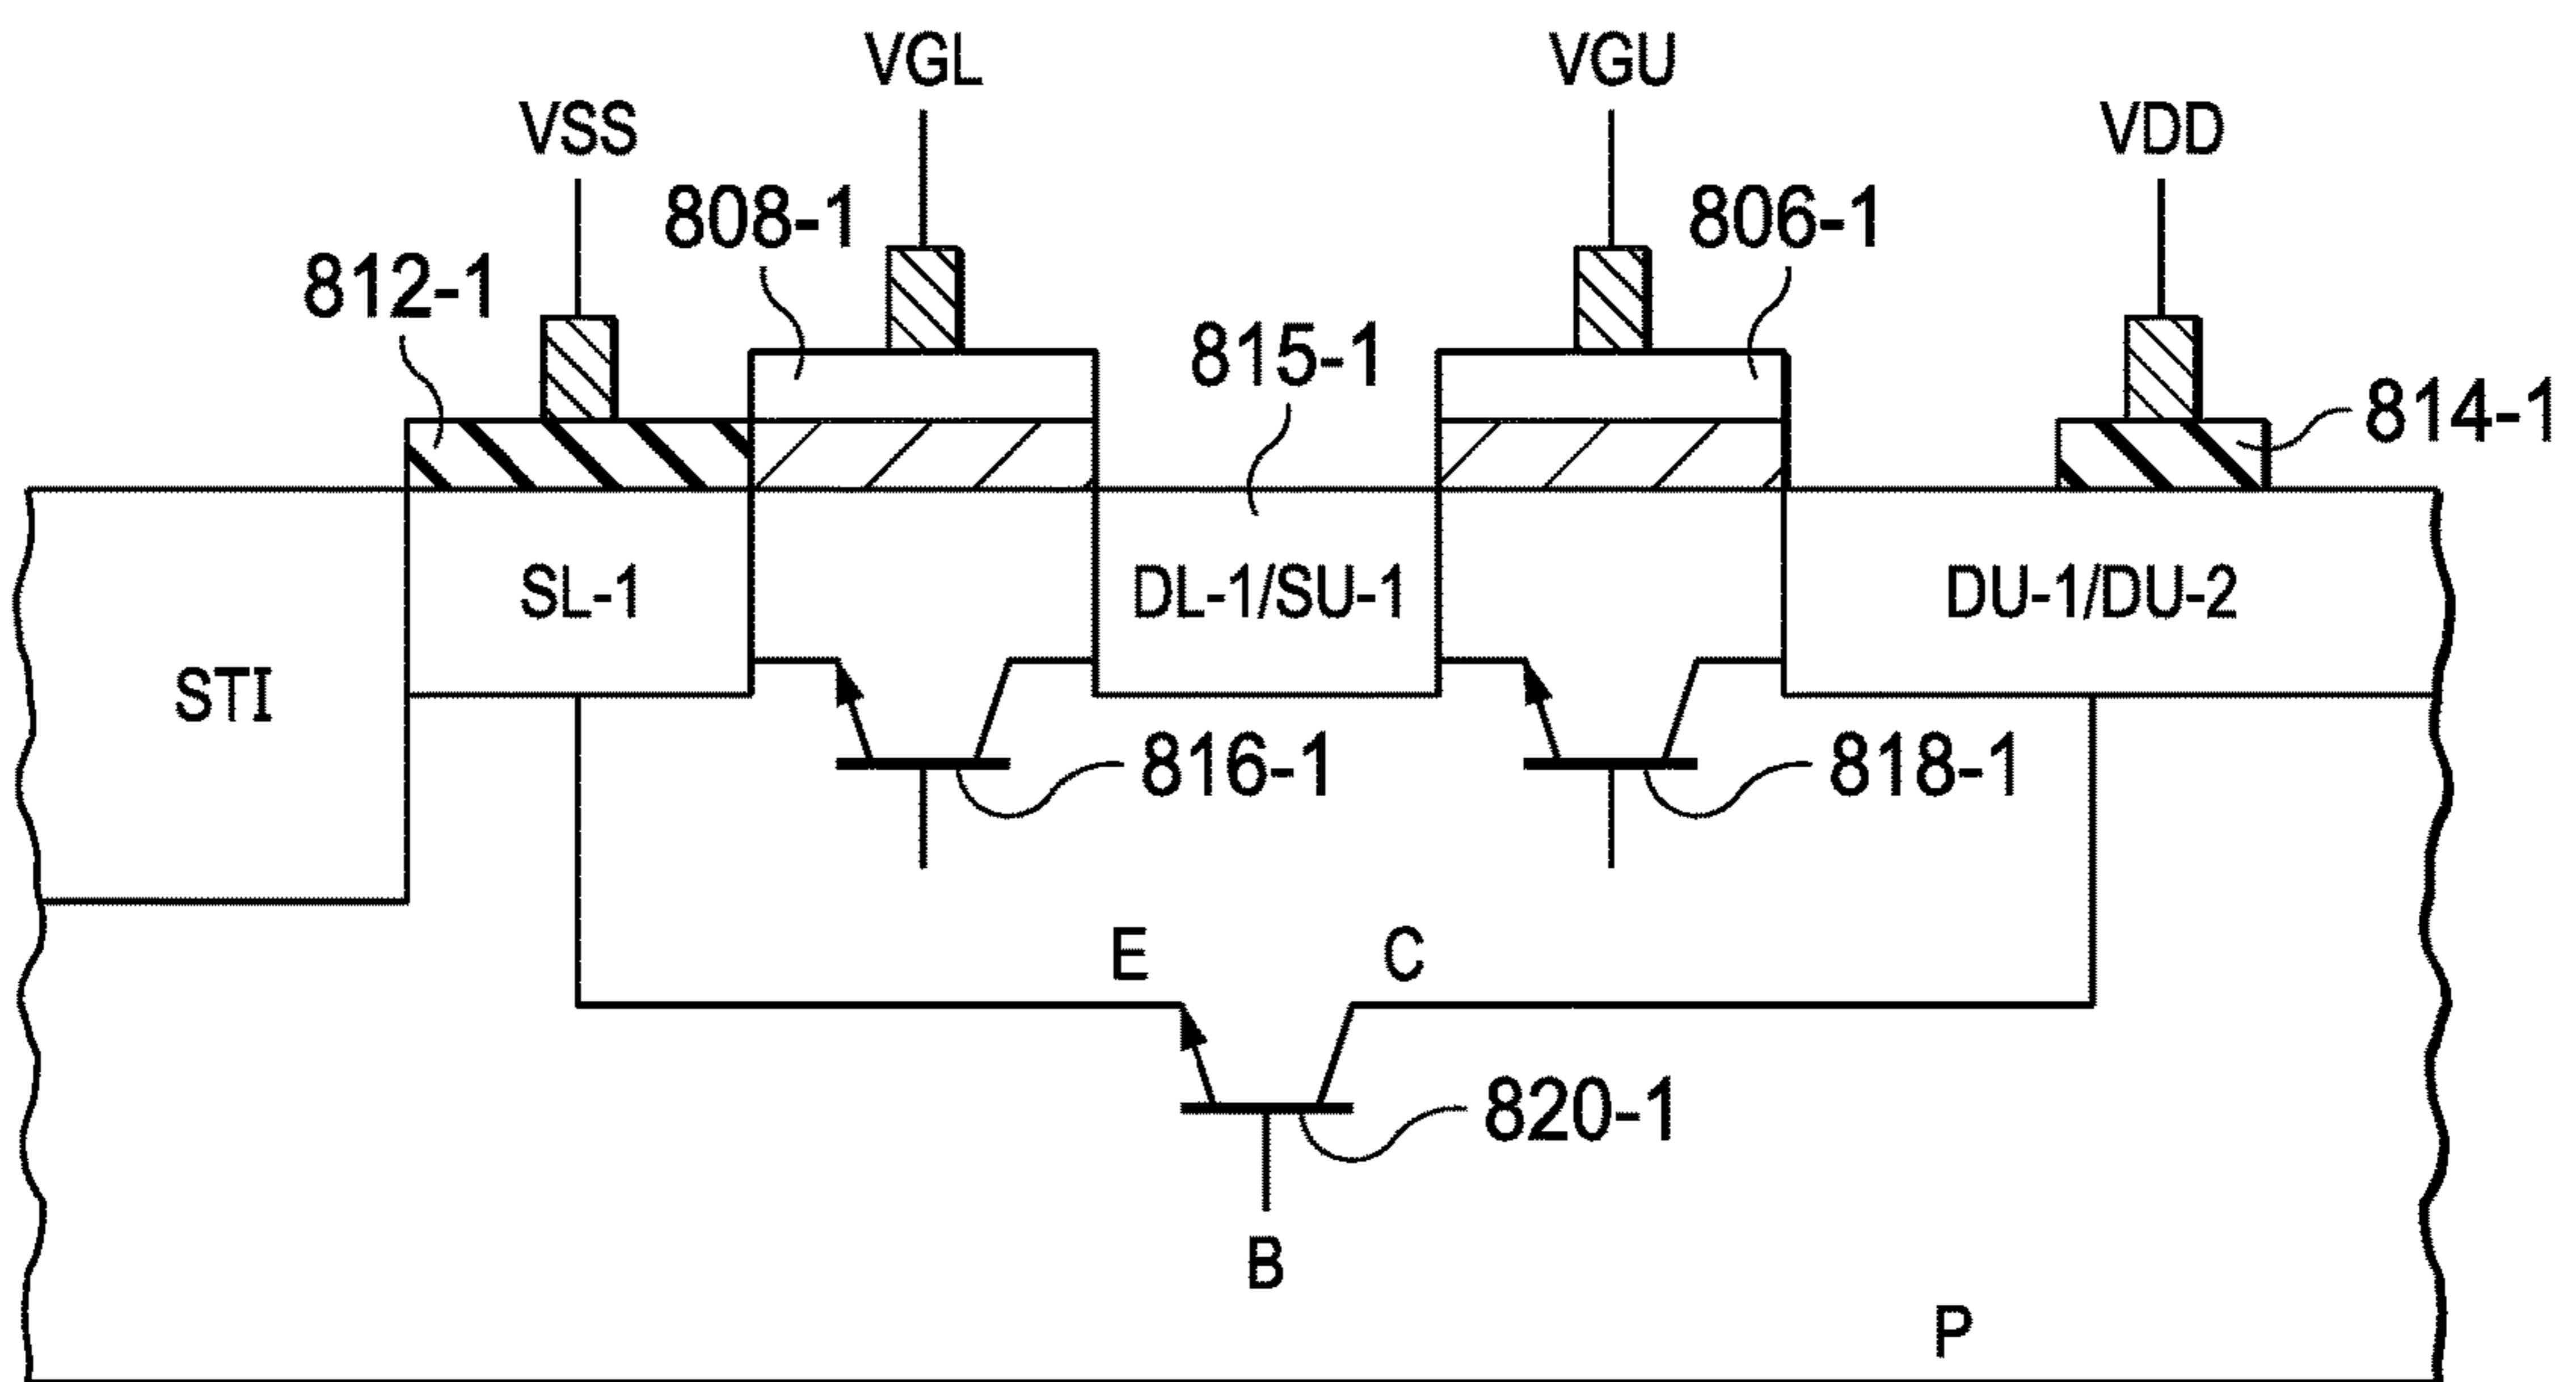 VGL
VGU
VSS
VDD
808-1
806-1
812-1
815-1
814-1
SL-1
DL-1/SU-1
DU-1/DU-2
STI
816-1
818-1
E
C
820-1
B
P